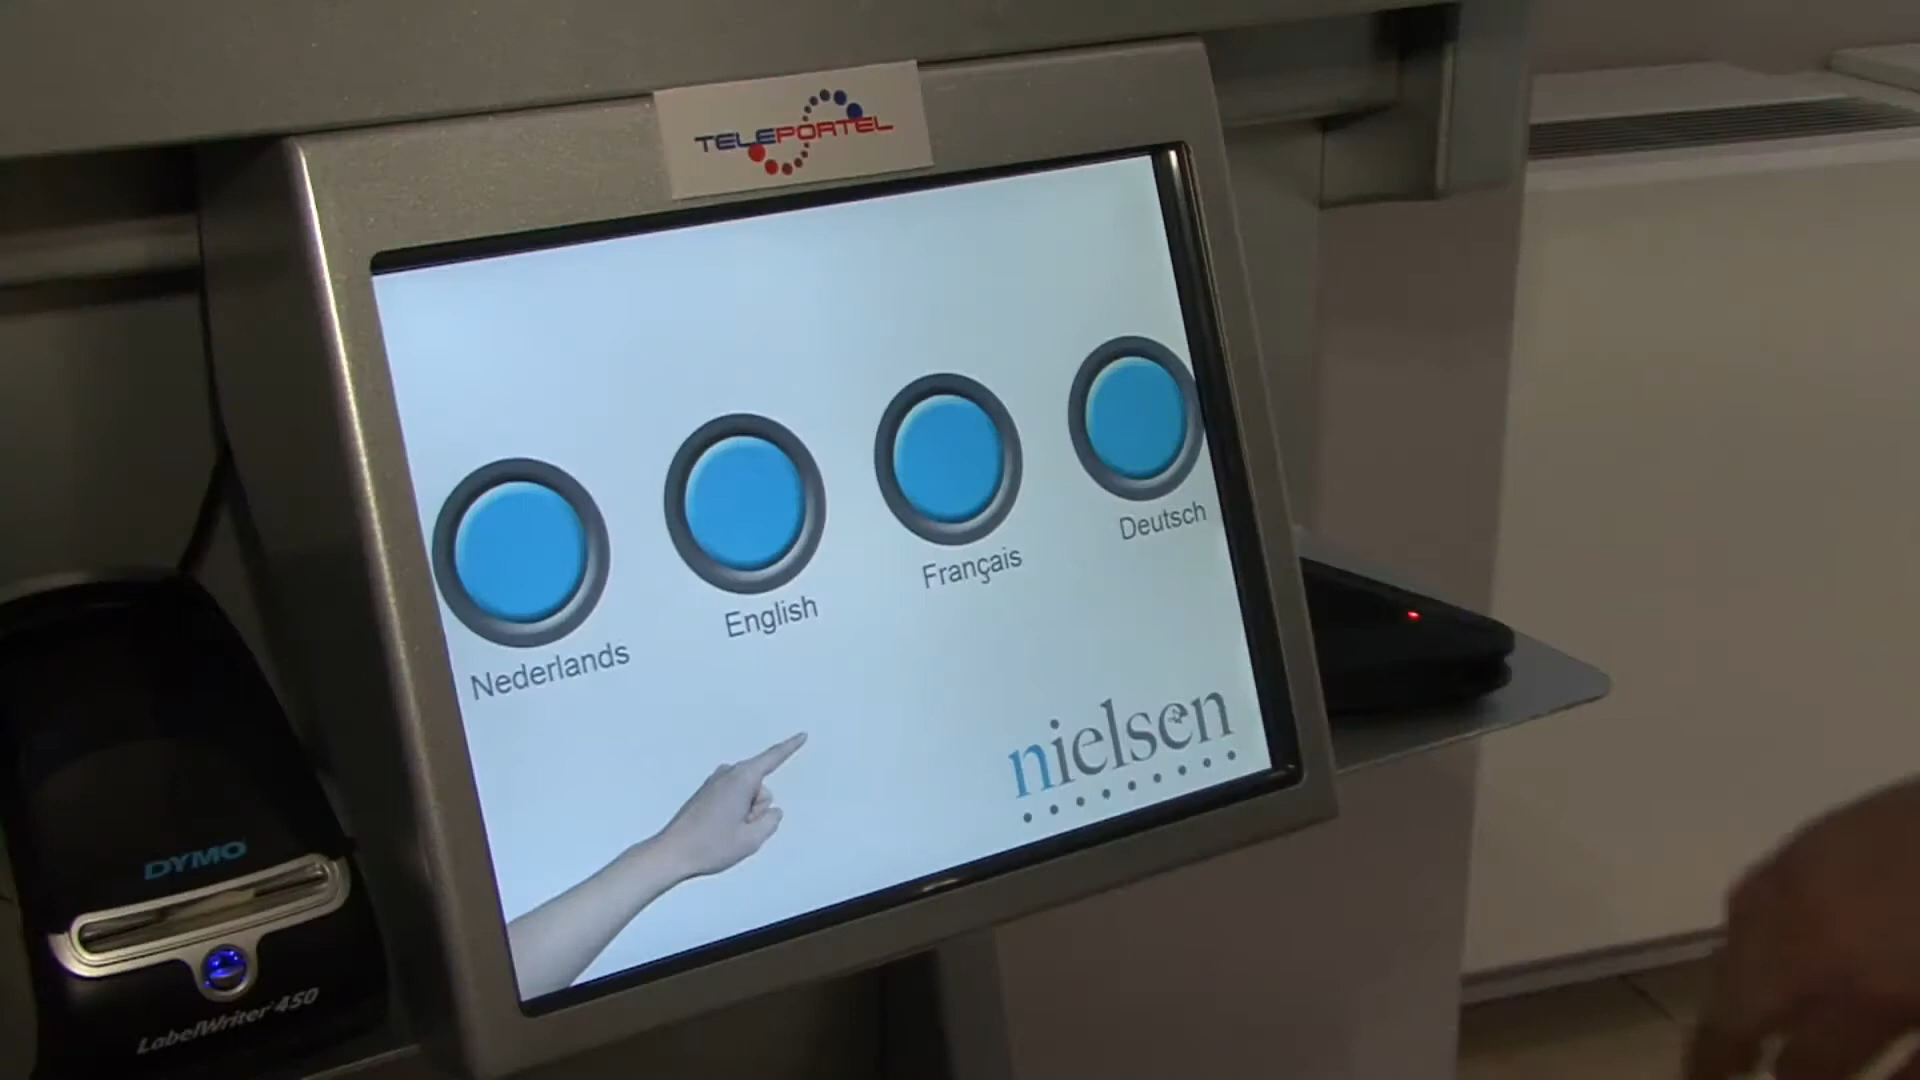 TELEPORTEL
Nederlands
English
Français
Deutsch
nielsen
DYMO
LabelWriter 450